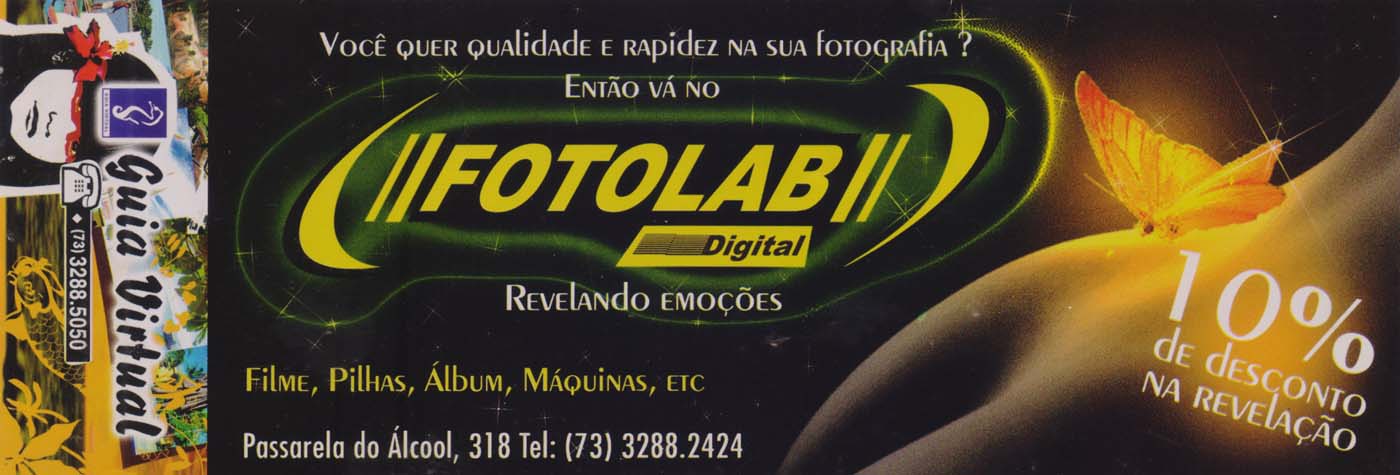 Guia Virtual
(73) 3288.5050
Você quer qualidade e rapidez na sua fotografia ?
Então vá no
FOTOLAB
Digital
Revelando emoções
Filme, Pilhas, Álbum, Máquinas, etc
Passarela do Álcool, 318 Tel: (73) 3288.2424
10%
de desconto
na revelação